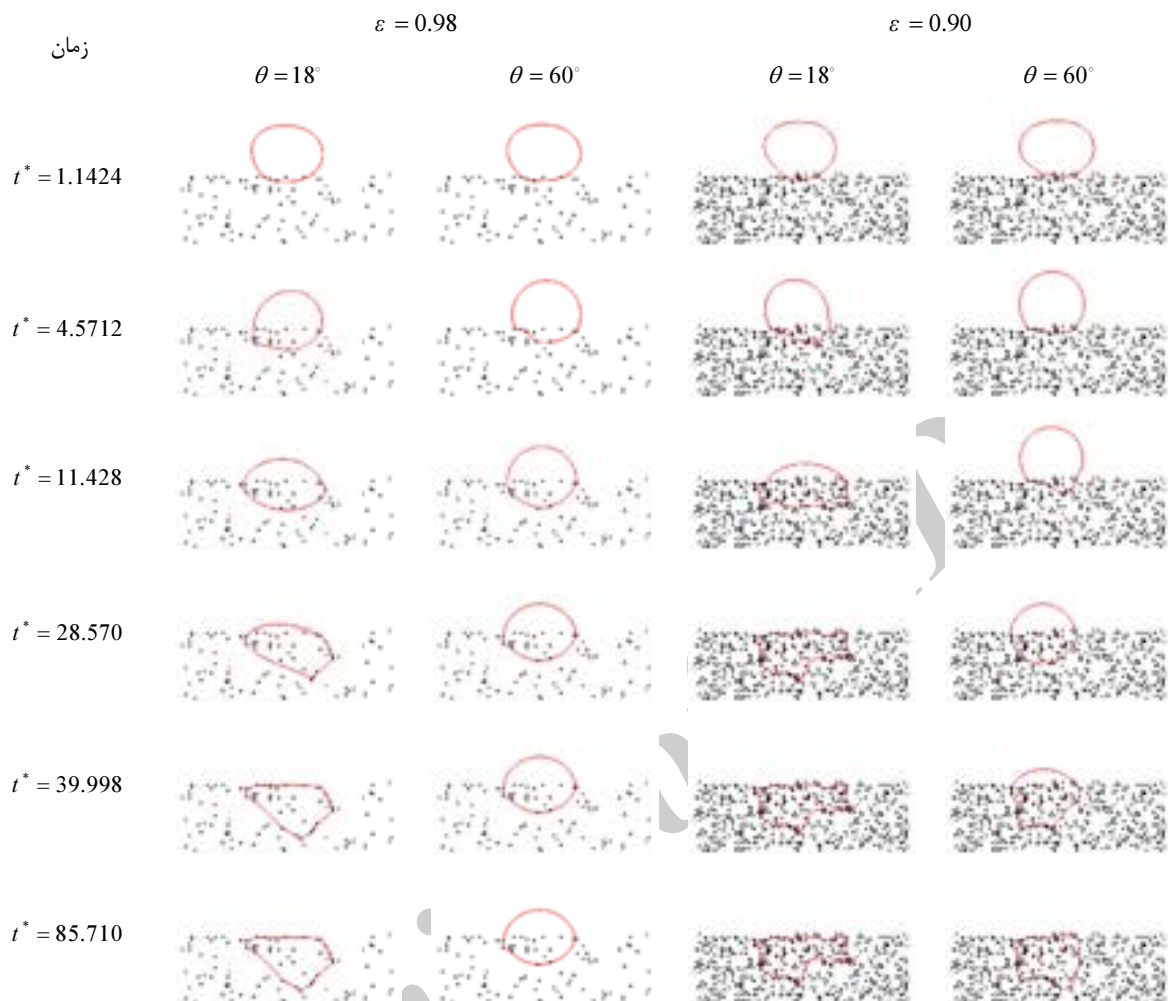 ε = 0.98 ε = 0.90
زمان
θ = 18° θ = 60° θ = 18° θ = 60°
t* = 1.1424
t* = 4.5712
t* = 11.428
t* = 28.570
t* = 39.998
t* = 85.710